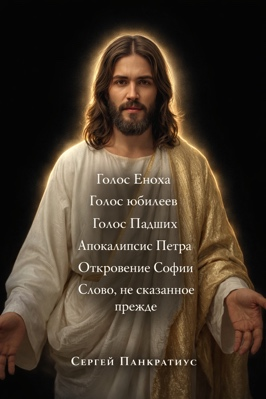 Голос Еноха
Голос юбилеев
Голос Падших
Апокалипсис Петра
Откровение Софии
Слово, не сказанное
прежде
Сергей Панкратиус